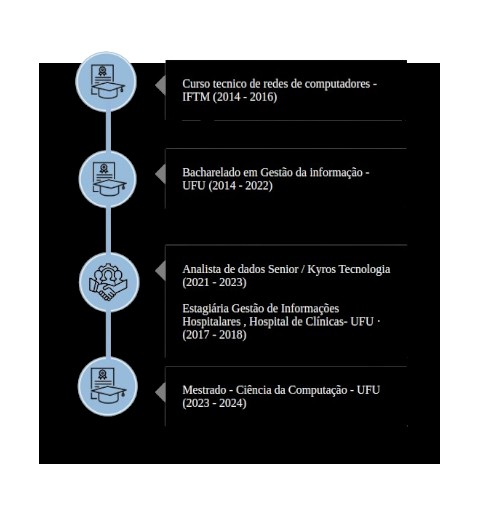 Curso tecnico de redes de computadores -
IFTM (2014 - 2016)
Bacharelado em Gestão da informação -
UFU (2014 - 2022)
Analista de dados Senior / Kyros Tecnologia
(2021 - 2023)
Estagiária Gestão de Informações
Hospitalares , Hospital de Clínicas- UFU ·
(2017 - 2018)
Mestrado - Ciência da Computação - UFU
(2023 - 2024)